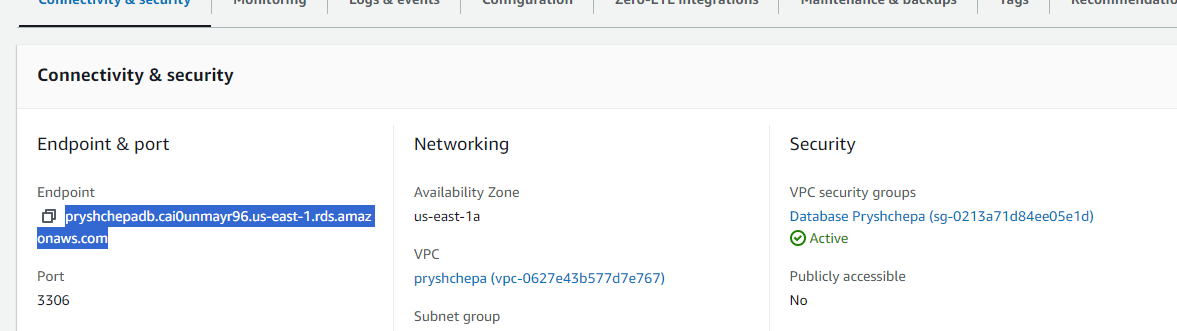 Connectivity & security
Monitoring
Logs & events
Configuration
Zero-ETL integrations
Maintenance & backups
Tags
Recommendation
Connectivity & security
Endpoint & port
Endpoint
pryshchepadb.cai0unmayr96.us-east-1.rds.amaz
onaws.com
Port
3306
Networking
Availability Zone
us-east-1a
VPC
pryshchepa (vpc-0627e43b577d7e767)
Subnet group
Security
VPC security groups
Database Pryshchepa (sg-0213a71d84ee05e1d)
Active
Publicly accessible
No